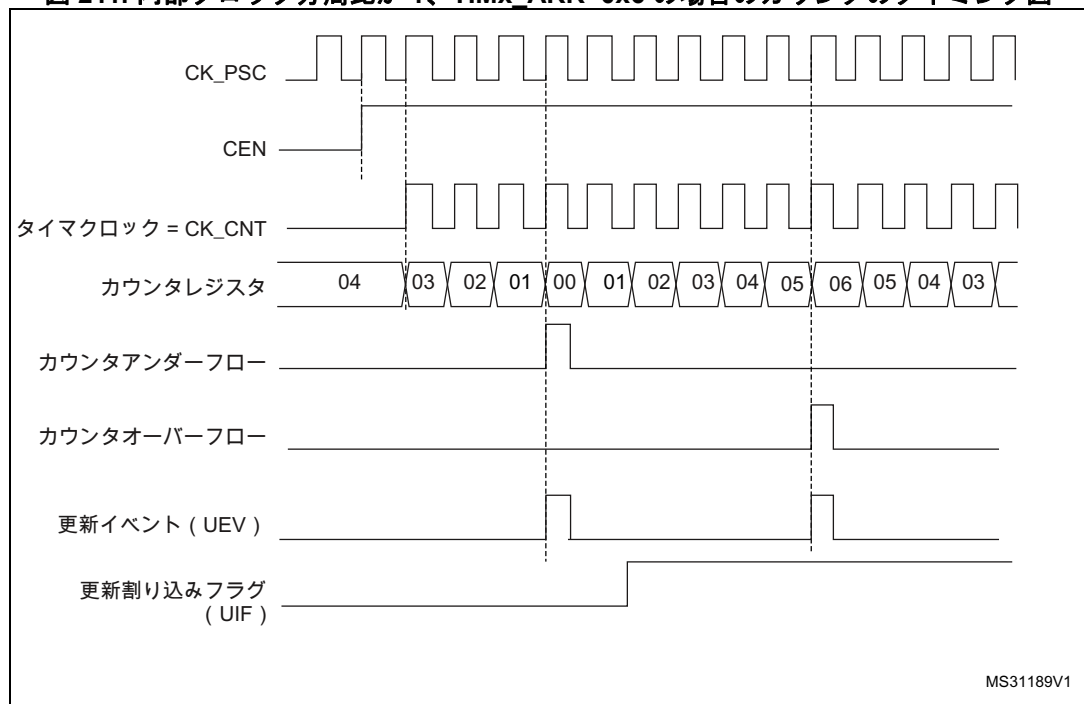 CK_PSC
CEN
タイマクロック = CK_CNT
カウンタレジスタ
04 03 02 01 00 01 02 03 04 05 06 05 04 03
カウンタアンダーフロー
カウンタオーバーフロー
更新イベント ( UEV )
更新割り込みフラグ
( UIF )
MS31189V1